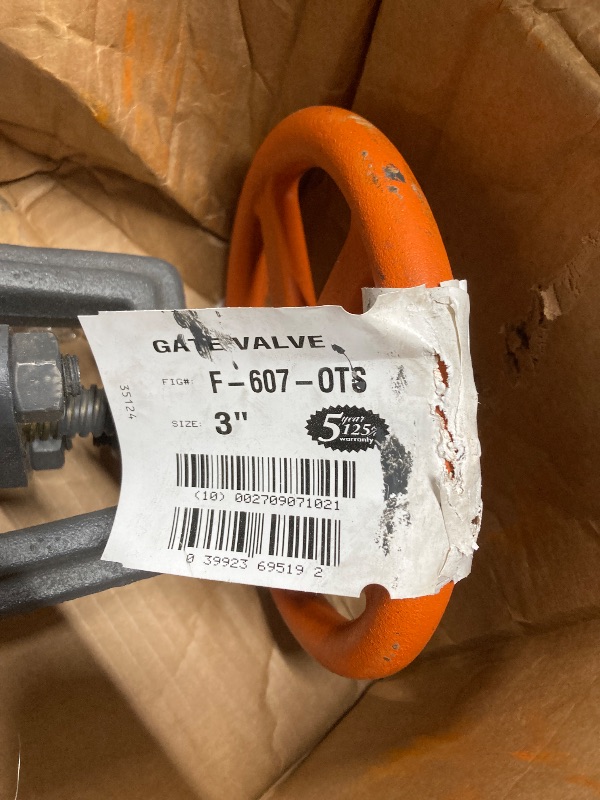 GATE VALVE
FIG#: F-607-OTS
SIZE: 3"
5 year
125%
warranty
(10) 002709071021
0 39923 69519 2
35124